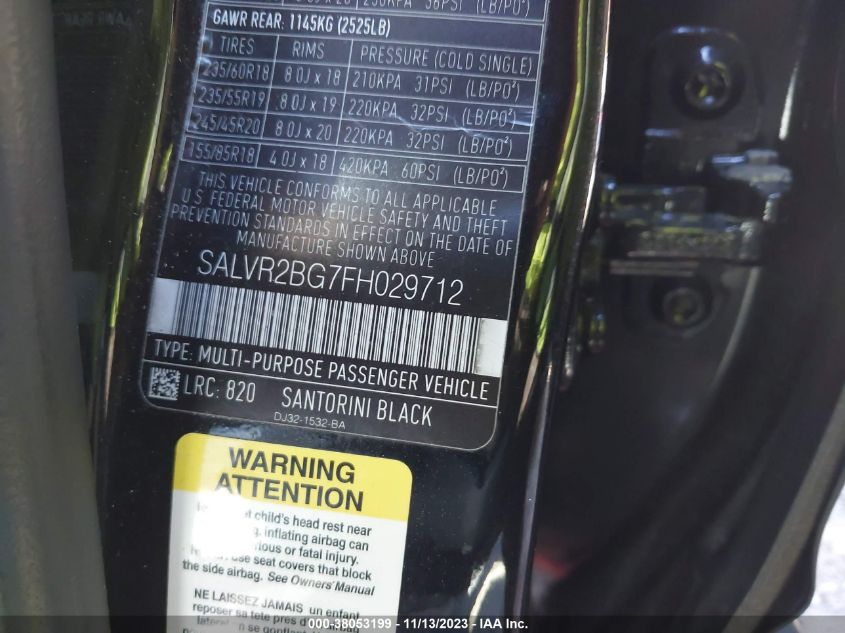 GAWR REAR. 1145KG (2525LB)
TIRES RIMS PRESSURE (COLD SINGLE)
235/60R18 8.0J x 18 210KPA 31PSI (LB/PO²)
235/55R19 8.0J x 19 220KPA 32PSI (LB/PO²)
245/45R20 8.0J x 20 220KPA 32PSI (LB/PO²)
155/85R18 4.0J x 18 420KPA 60PSI (LB/PO²)
THIS VEHICLE CONFORMS TO ALL APPLICABLE
U.S. FEDERAL MOTOR VEHICLE SAFETY AND THEFT
PREVENTION STANDARDS IN EFFECT ON THE DATE OF
MANUFACTURE SHOWN ABOVE
SALVR2BG7FH029712
TYPE: MULTI-PURPOSE PASSENGER VEHICLE
LRC: 820 SANTORINI BLACK
DJ32-1532-BA
WARNING
ATTENTION
child's head rest near
inflating airbag can
or fatal injury.
use seat covers that block
the side airbag. See Owners' Manual
NE LAISSEZ JAMAIS un enfant
reposer sa tete pres
000-38053199 - 11/13/2023 - IAA Inc.